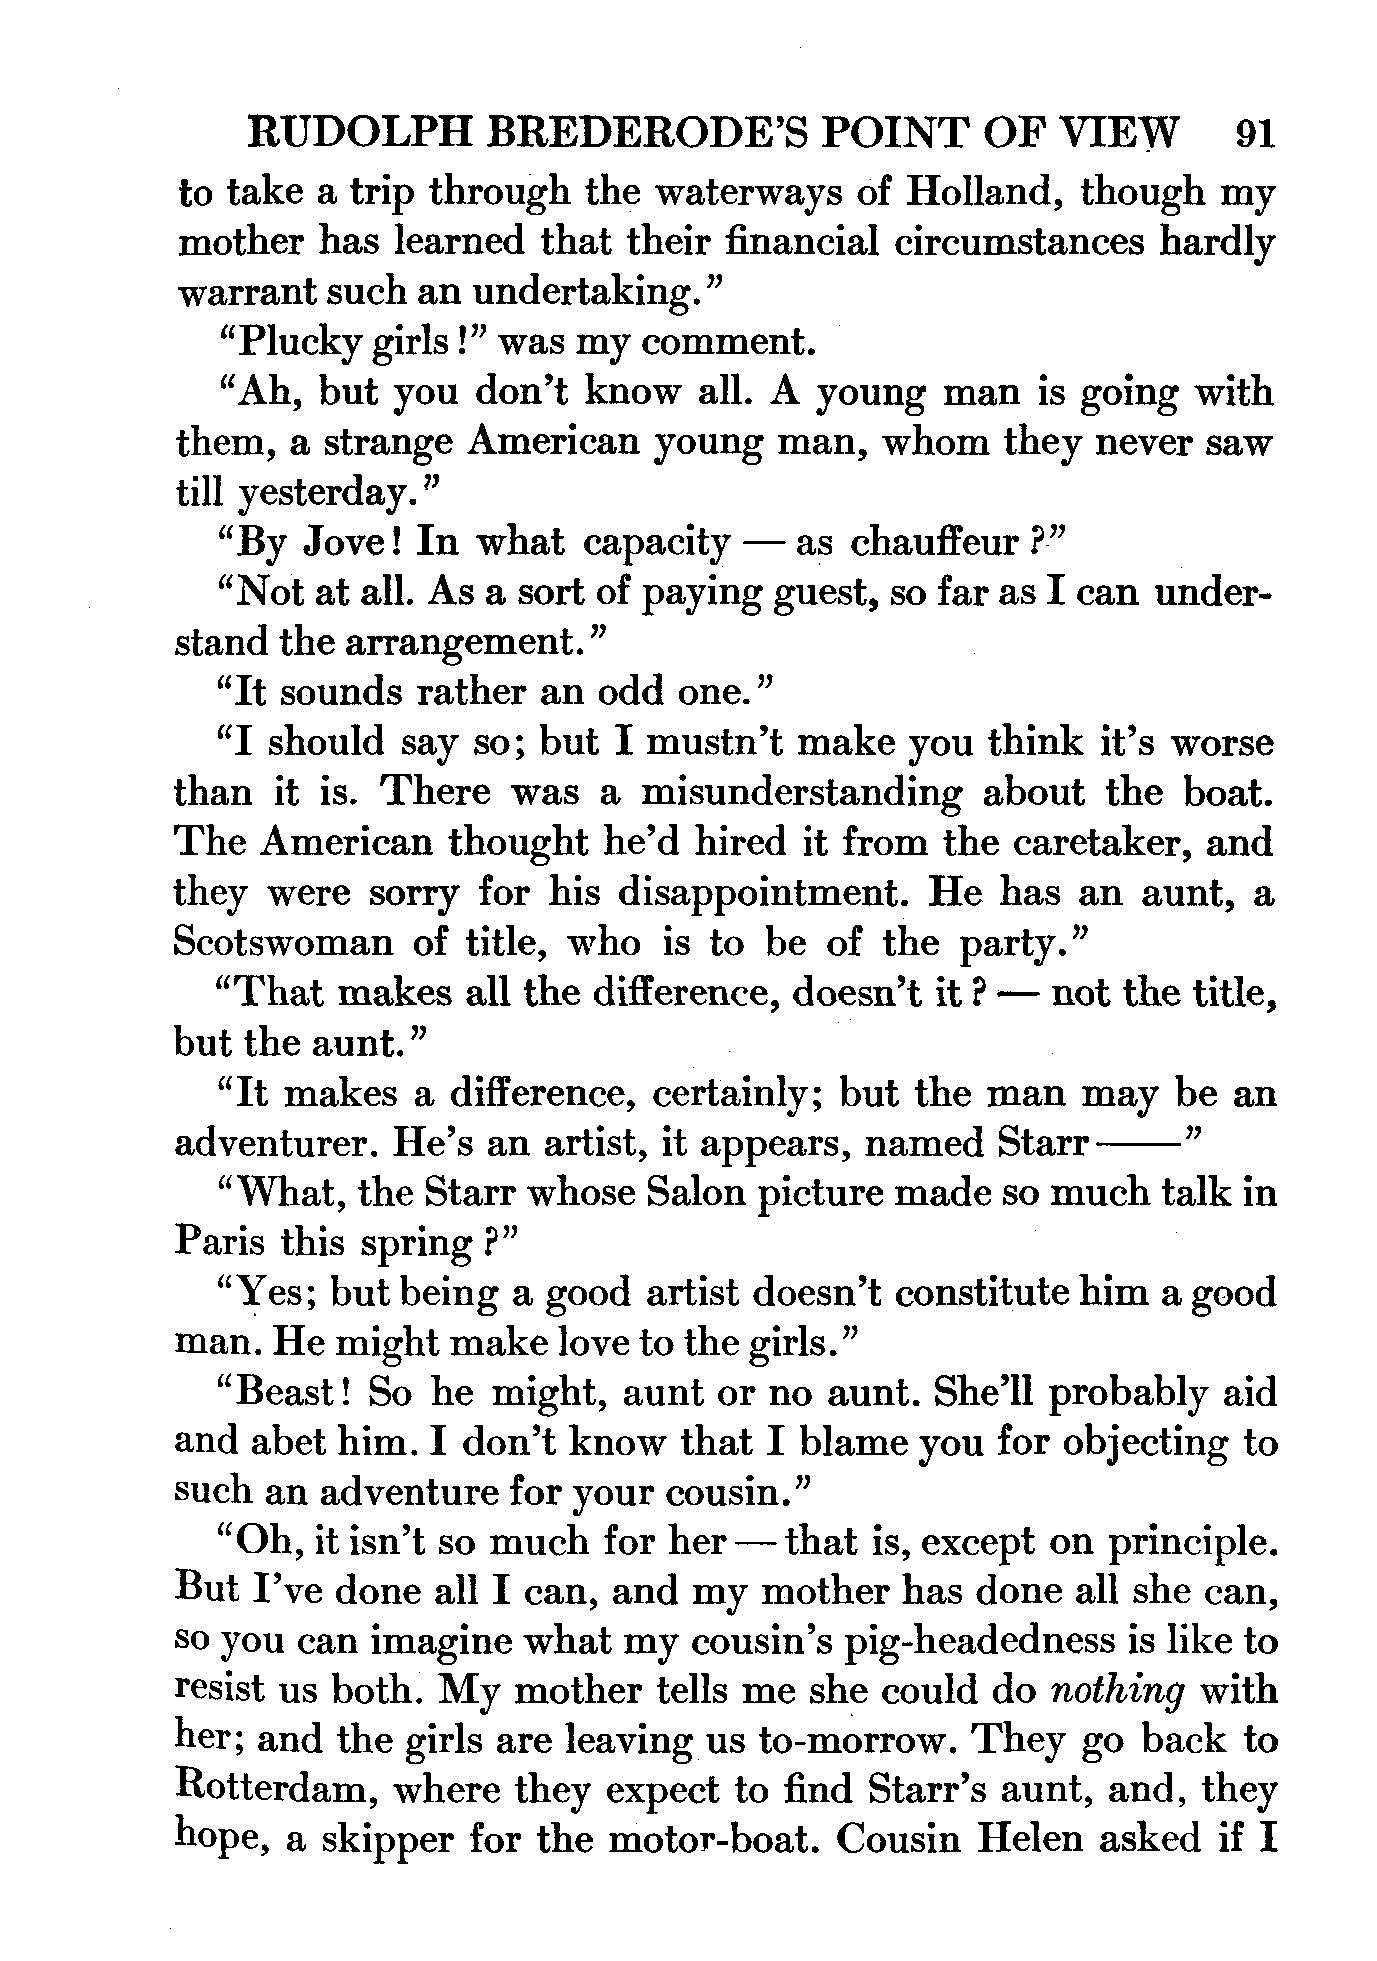 RUDOLPH BREDERODE'S POINT OF VIEW 91
to take a trip through the waterways of Holland, though my
mother has learned that their financial circumstances hardly
warrant such an undertaking."
"Plucky girls!" was my comment.
"Ah, but you don't know all. A young man is going with
them, a strange American young man, whom they never saw
till yesterday."
"By Jove! In what capacity — as chauffeur?"
"Not at all. As a sort of paying guest, so far as I can under-
stand the arrangement."
"It sounds rather an odd one."
"I should say so; but I mustn't make you think it's worse
than it is. There was a misunderstanding about the boat.
The American thought he'd hired it from the caretaker, and
they were sorry for his disappointment. He has an aunt, a
Scotswoman of title, who is to be of the party."
"That makes all the difference, doesn't it? — not the title,
but the aunt."
"It makes a difference, certainly; but the man may be an
adventurer. He's an artist, it appears, named Starr——"
"What, the Starr whose Salon picture made so much talk in
Paris this spring?"
"Yes; but being a good artist doesn't constitute him a good
man. He might make love to the girls."
"Beast! So he might, aunt or no aunt. She'll probably aid
and abet him. I don't know that I blame you for objecting to
such an adventure for your cousin."
"Oh, it isn't so much for her — that is, except on principle.
But I've done all I can, and my mother has done all she can,
so you can imagine what my cousin's pig-headedness is like to
resist us both. My mother tells me she could do nothing with
her; and the girls are leaving us to-morrow. They go back to
Rotterdam, where they expect to find Starr's aunt, and, they
hope, a skipper for the motor-boat. Cousin Helen asked if I